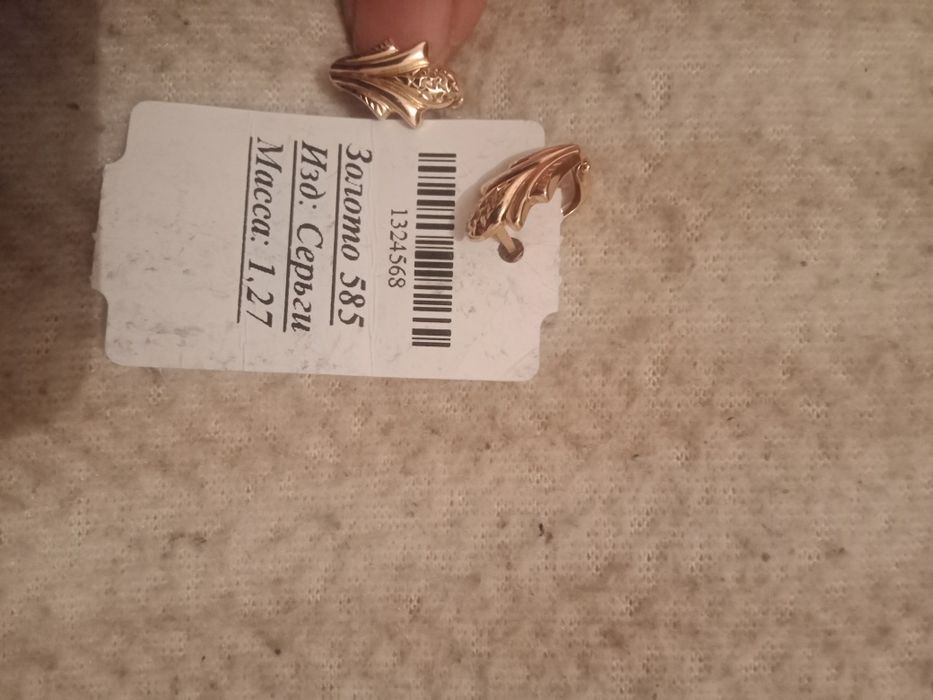 1324568
Золото 585
Изд: Серьги
Масса: 1,27